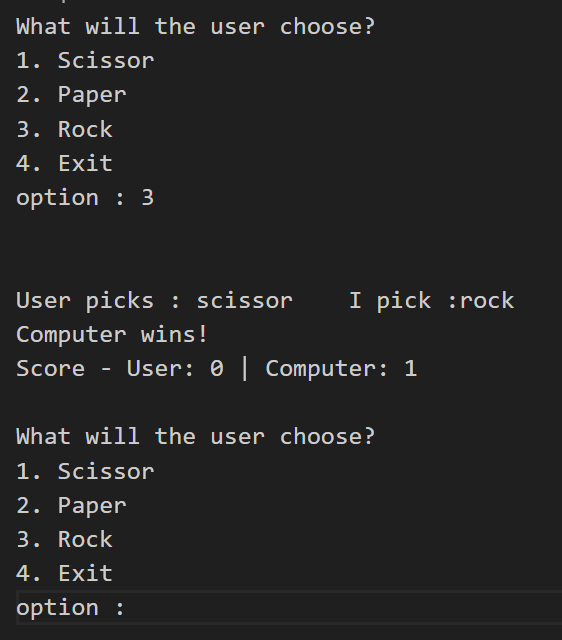 What will the user choose?
1. Scissor
2. Paper
3. Rock
4. Exit
option : 3
User picks : scissor    I pick :rock
Computer wins!
Score - User: 0 | Computer: 1
What will the user choose?
1. Scissor
2. Paper
3. Rock
4. Exit
option :